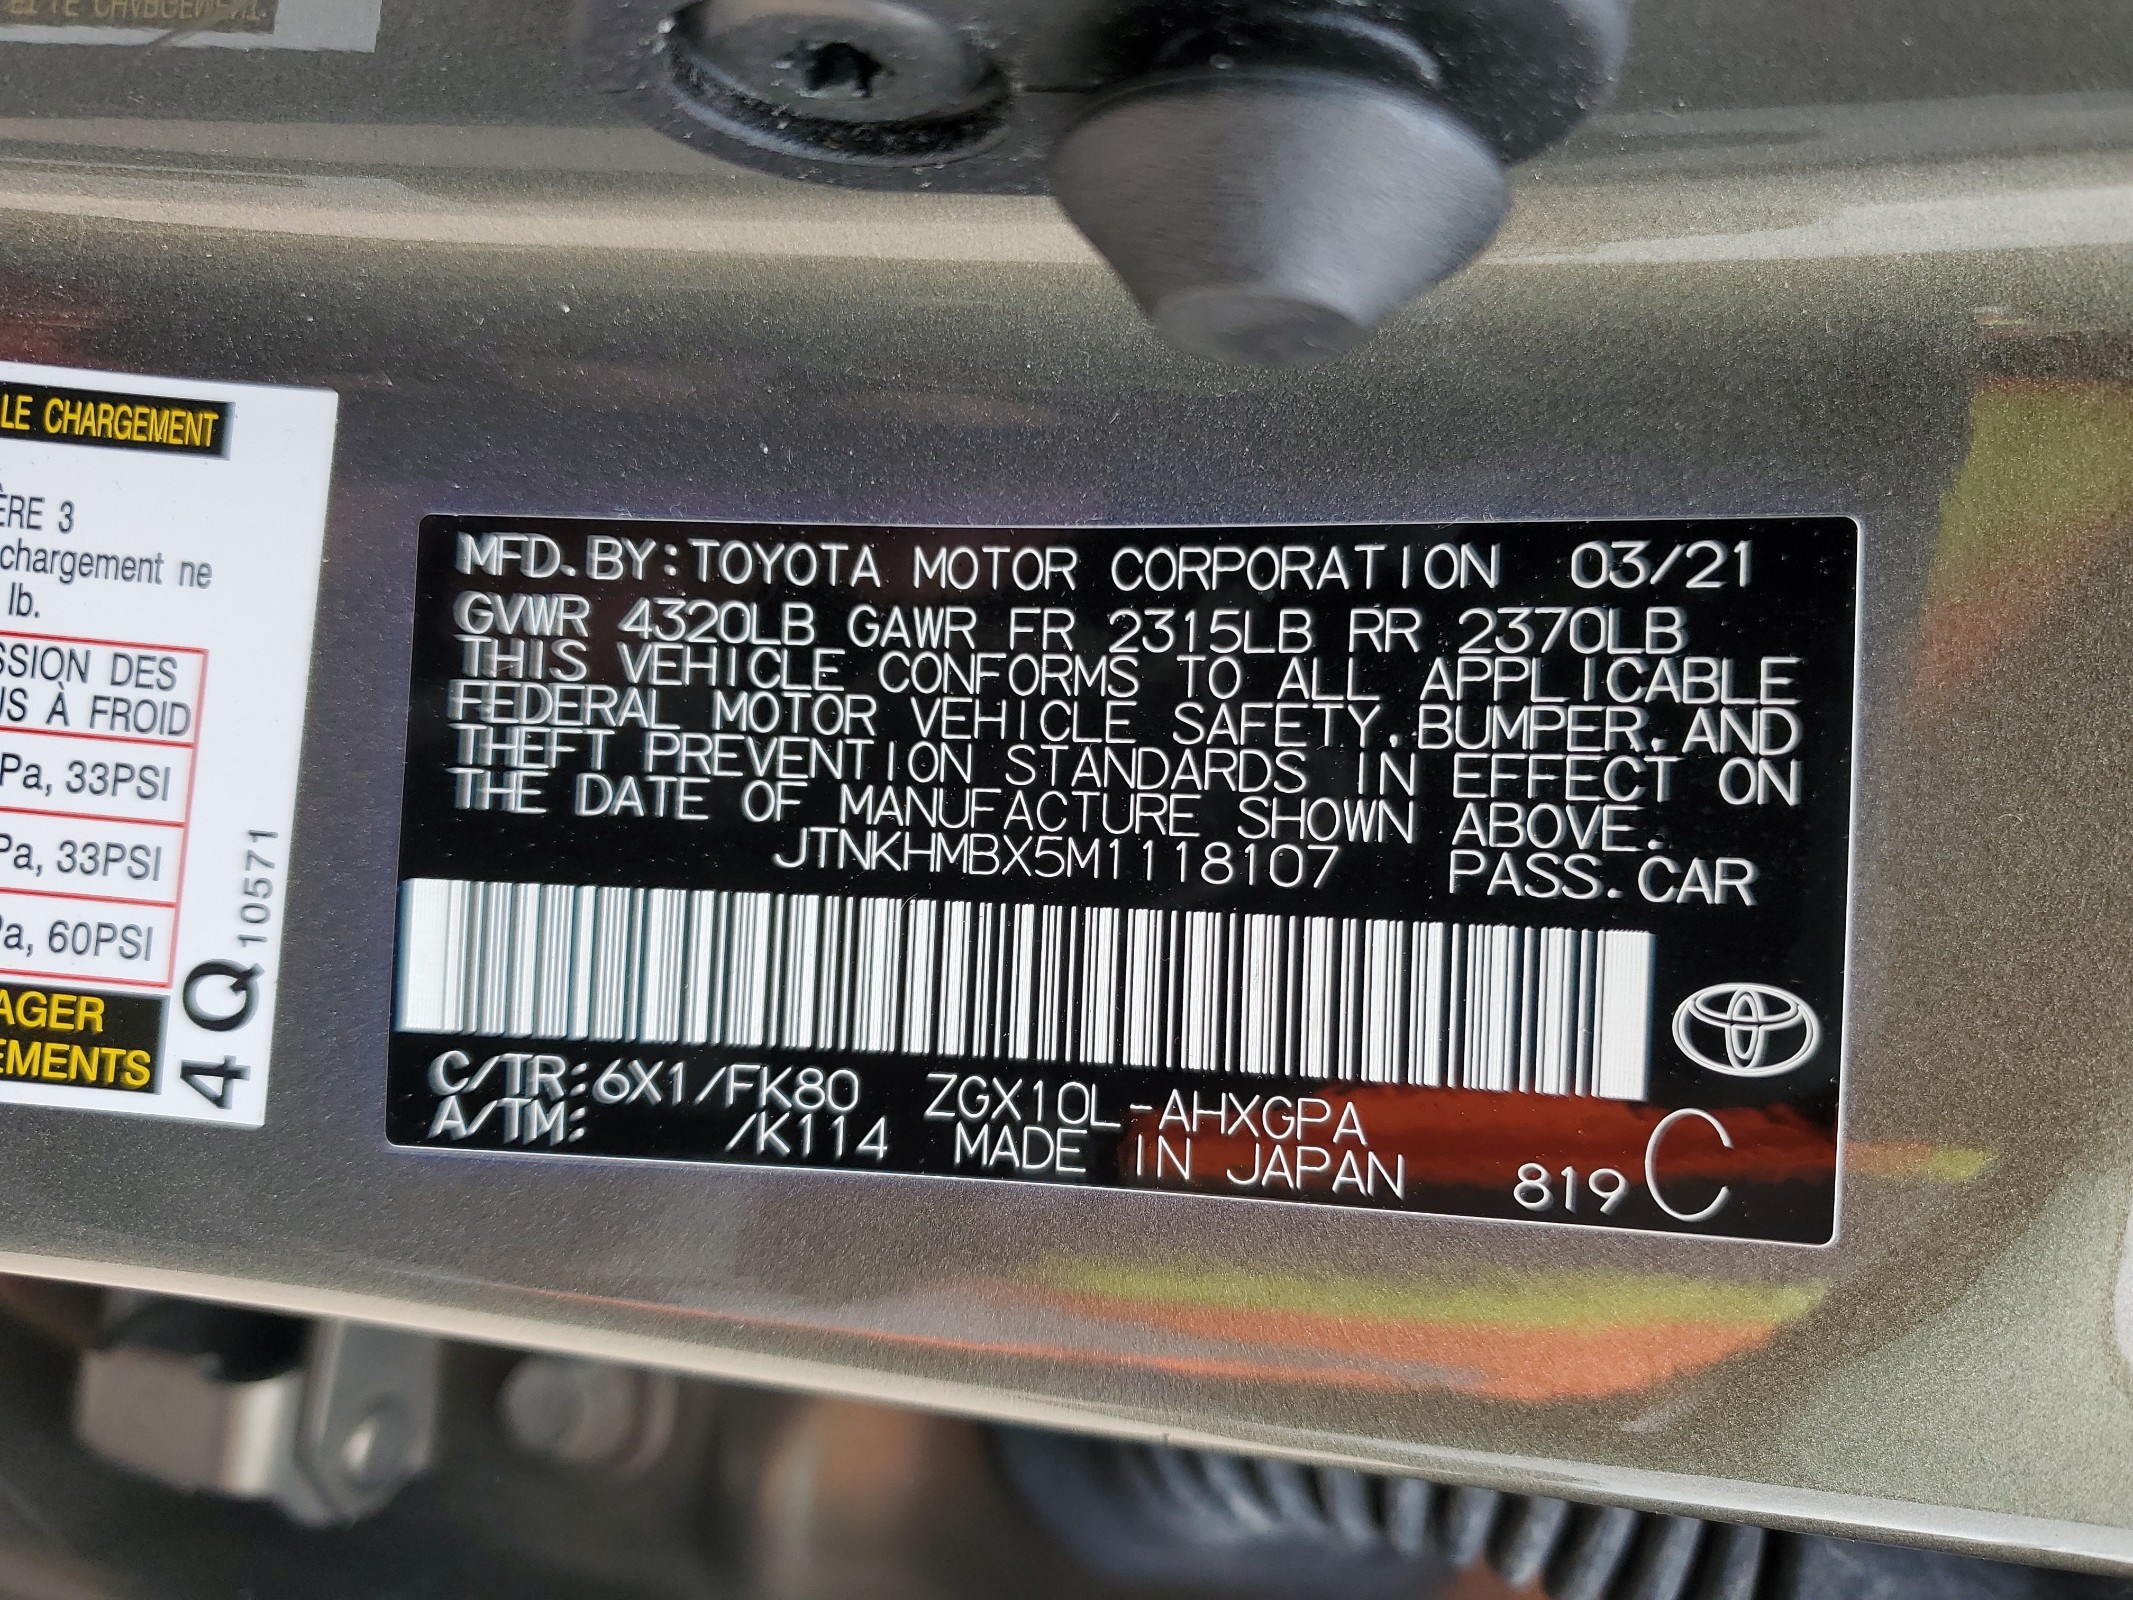 LE CHARGEMENT
ÈRE 3
chargement ne
lb.
SSION DES
US À FROID
Pa, 33PSI
Pa, 33PSI
Pa, 60PSI
AGER
EMENTS
4Q10571
MFD. BY: TOYOTA MOTOR CORPORATION 03/21
GVWR 4320LB GAWR FR 2315LB RR 2370LB
THIS VEHICLE CONFORMS TO ALL APPLICABLE
FEDERAL MOTOR VEHICLE SAFETY, BUMPER, AND
THEFT PREVENTION STANDARDS IN EFFECT ON
THE DATE OF MANUFACTURE SHOWN ABOVE.
JTNKHMBX5M1118107 PASS. CAR
C/TR: 6X1/FK80 ZGX10L-AHXGPA
A/TM: /K114 MADE IN JAPAN 819 C